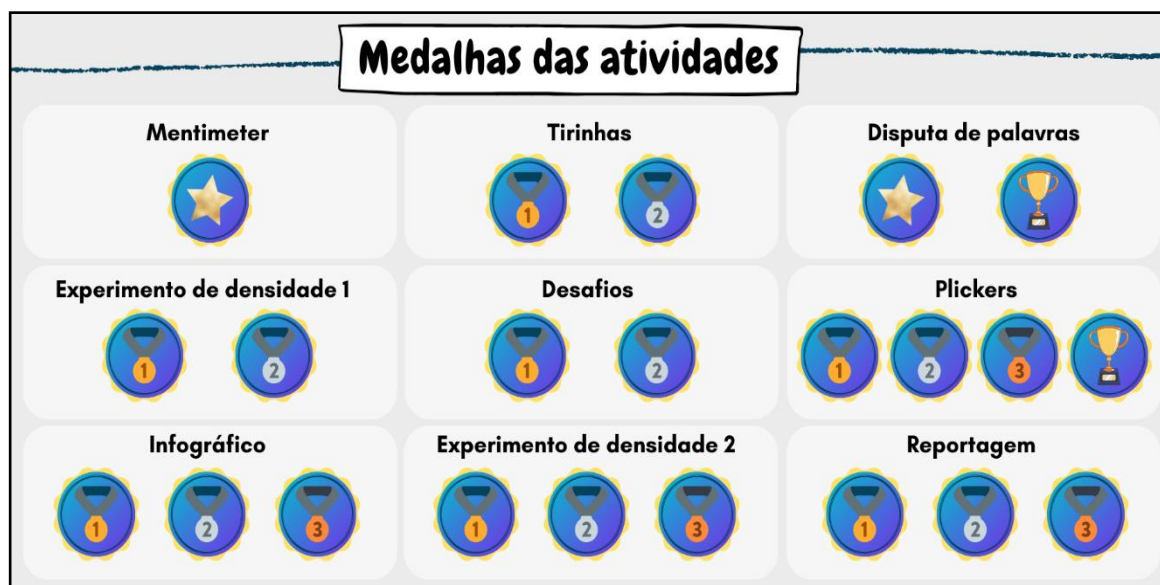 Medalhas das atividades
Mentimeter
Tirinhas
Disputa de palavras
1
2
Experimento de densidade 1
Desafios
Plickers
1
2
1
2
1
2
3
Infográfico
Experimento de densidade 2
Reportagem
1
2
3
1
2
3
1
2
3